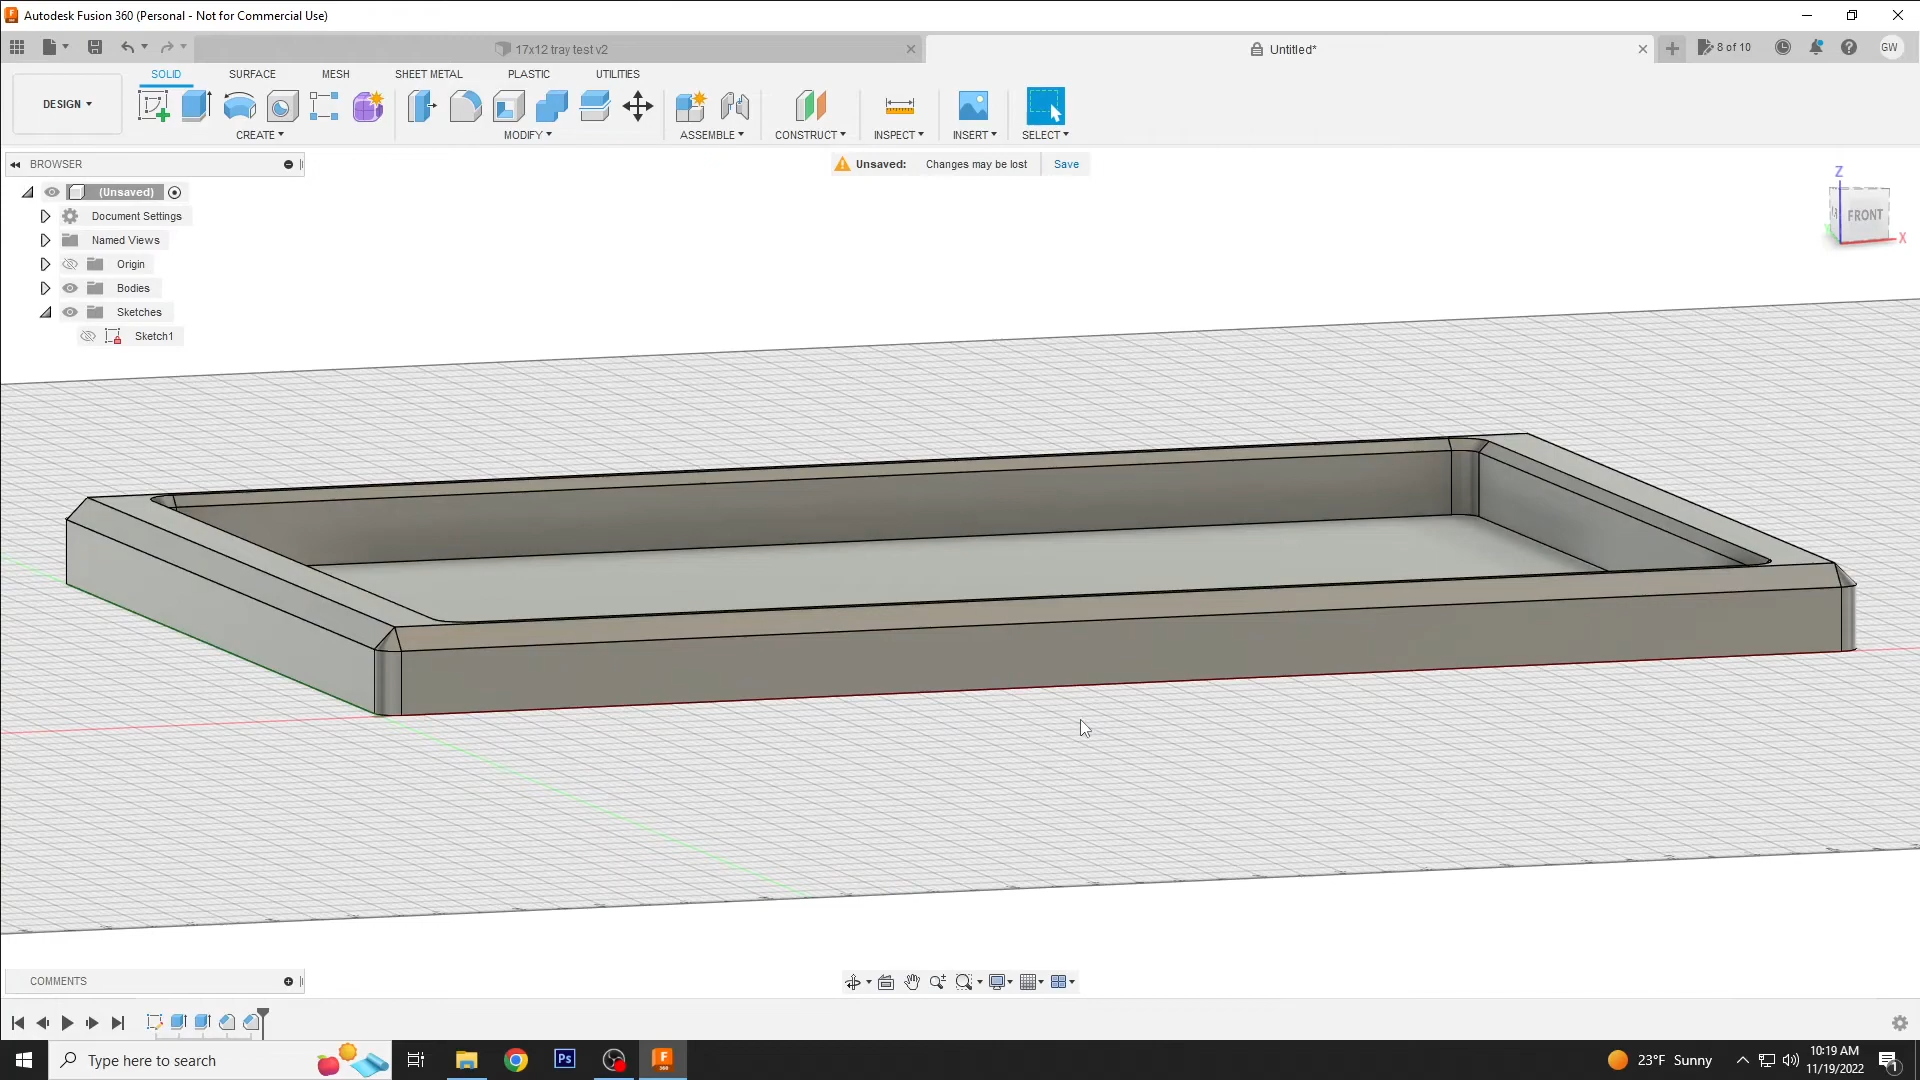 Autodesk Fusion 360 (Personal - Not for Commercial Use)
17x12 tray test v2
Untitled*
8 of 10
GW
DESIGN
SOLID
SURFACE
MESH
SHEET METAL
PLASTIC
UTILITIES
CREATE
MODIFY
ASSEMBLE
CONSTRUCT
INSPECT
INSERT
SELECT
BROWSER
Unsaved: Changes may be lost
Save
(Unsaved)
Document Settings
Named Views
Origin
Bodies
Sketches
Sketch1
Z
FRONT
X
COMMENTS
Type here to search
Ps
F
360
23°F Sunny
10:19 AM
11/19/2022
1